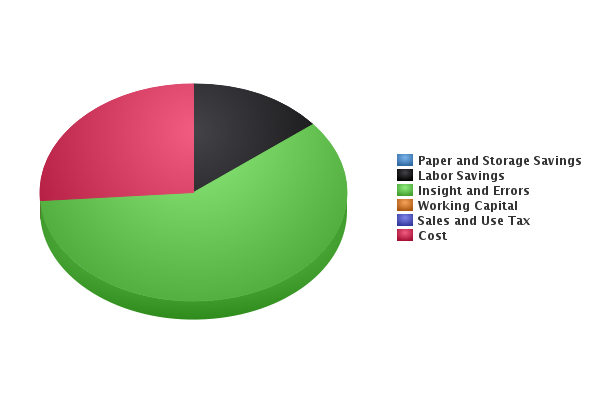 Paper and Storage Savings
Labor Savings
Insight and Errors
Working Capital
Sales and Use Tax
Cost